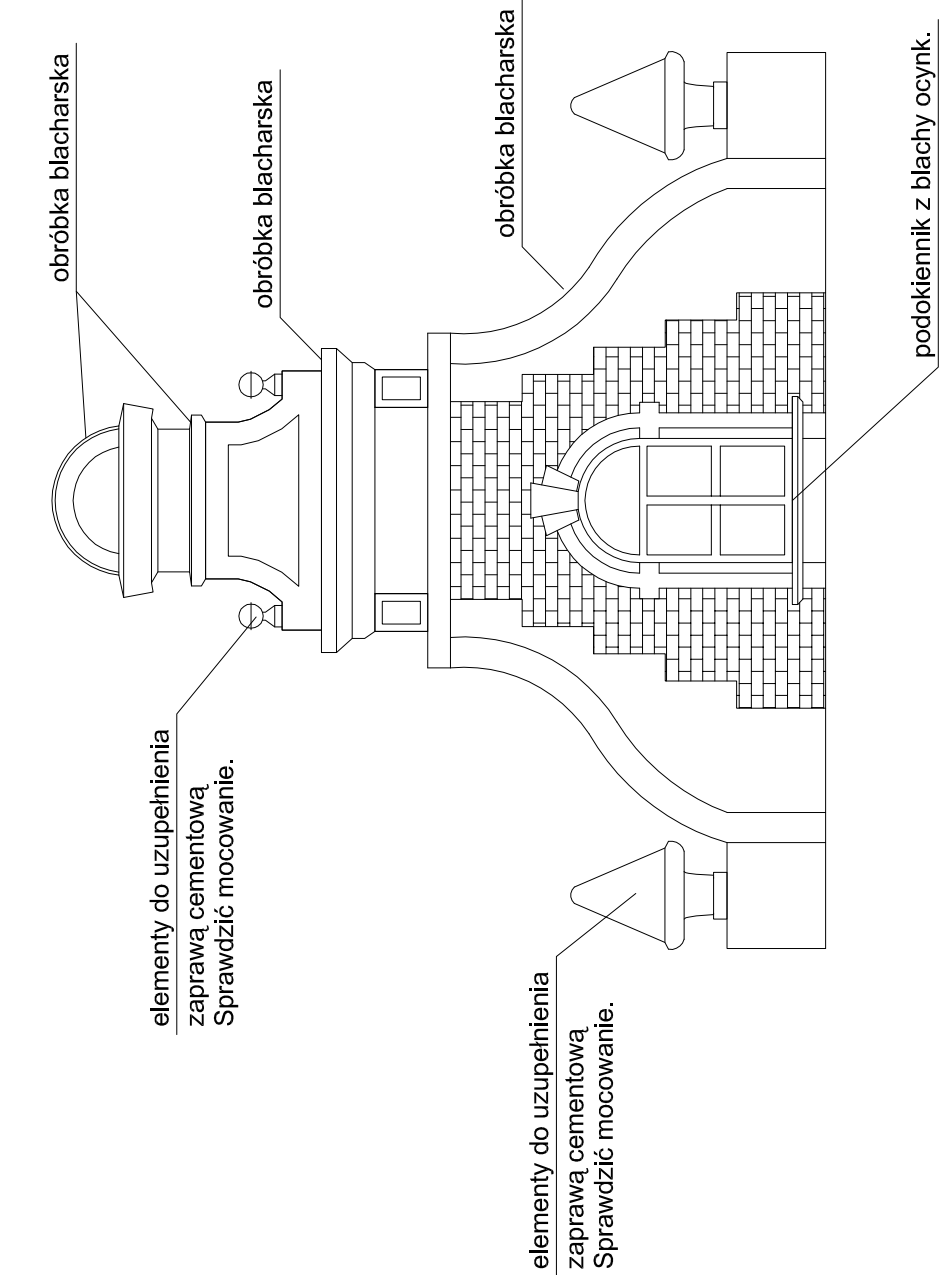 obróbka blacharska
obróbka blacharska
obróbka blacharska
podokiennik z blachy ocynk.
elementy do uzupełnienia
zaprawą cementową
Sprawdzić mocowanie.
elementy do uzupełnienia
zaprawą cementową
Sprawdzić mocowanie.